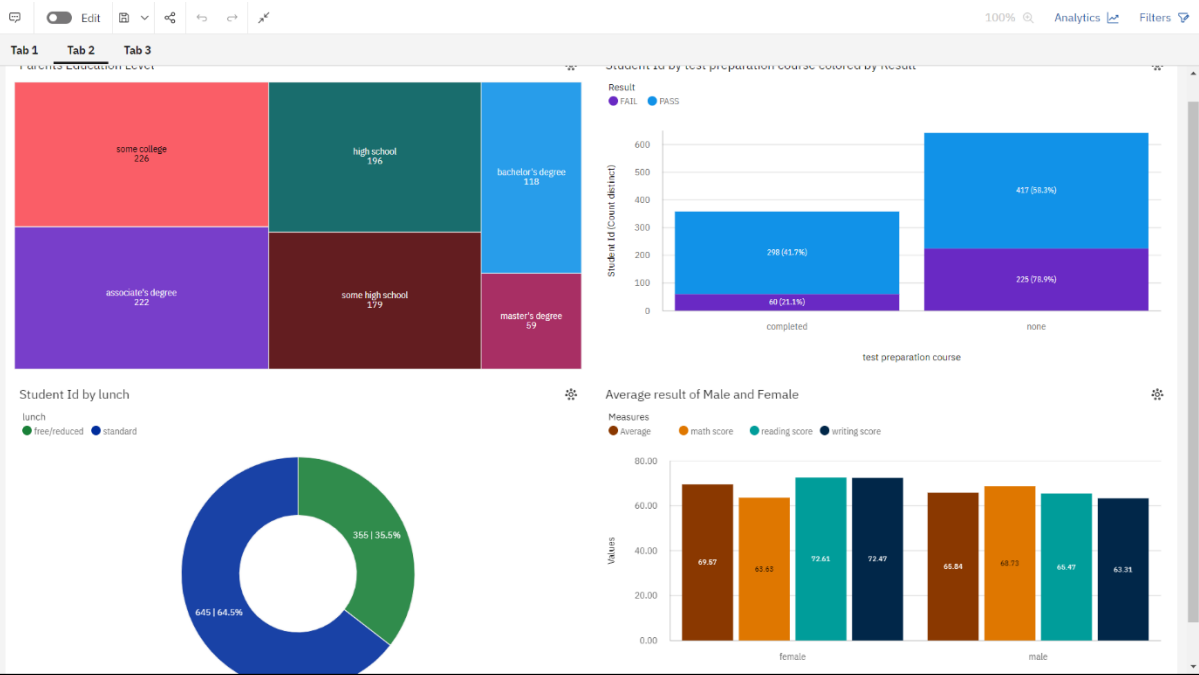 Edit
100%
Analytics
Filters
Tab 1
Tab 2
Tab 3
Parents Education Level
some college
226
high school
196
bachelor's degree
118
associate's degree
222
some high school
179
master's degree
59
Student Id by test preparation course colored by Result
Result
FAIL
PASS
Student Id (Count distinct)
600
500
400
300
200
100
0
298 (41.7%)
60 (21.1%)
417 (58.3%)
225 (78.9%)
completed
none
test preparation course
Student Id by lunch
lunch
free/reduced
standard
355 | 35.5%
645 | 64.5%
Average result of Male and Female
Measures
Average
math score
reading score
writing score
Values
80.00
60.00
40.00
20.00
0.00
69.57
63.63
72.61
72.47
65.84
68.73
65.47
63.31
female
male